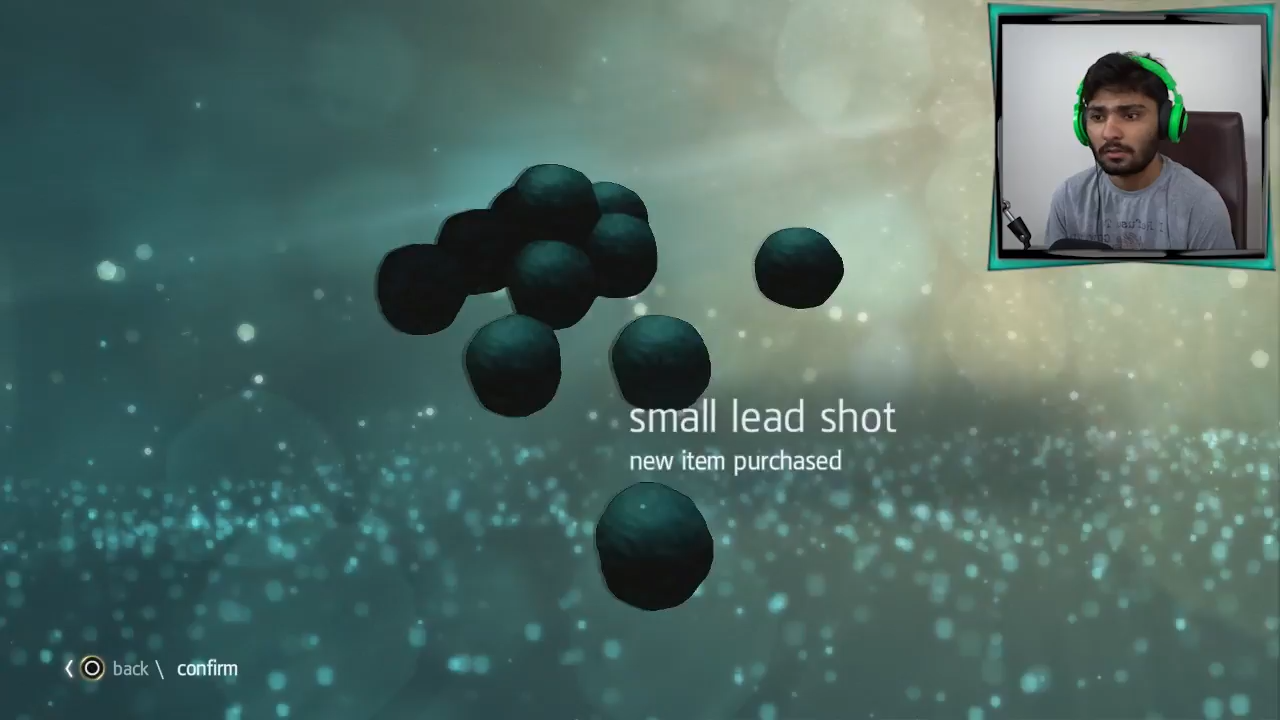 small lead shot
new item purchased
back \ confirm